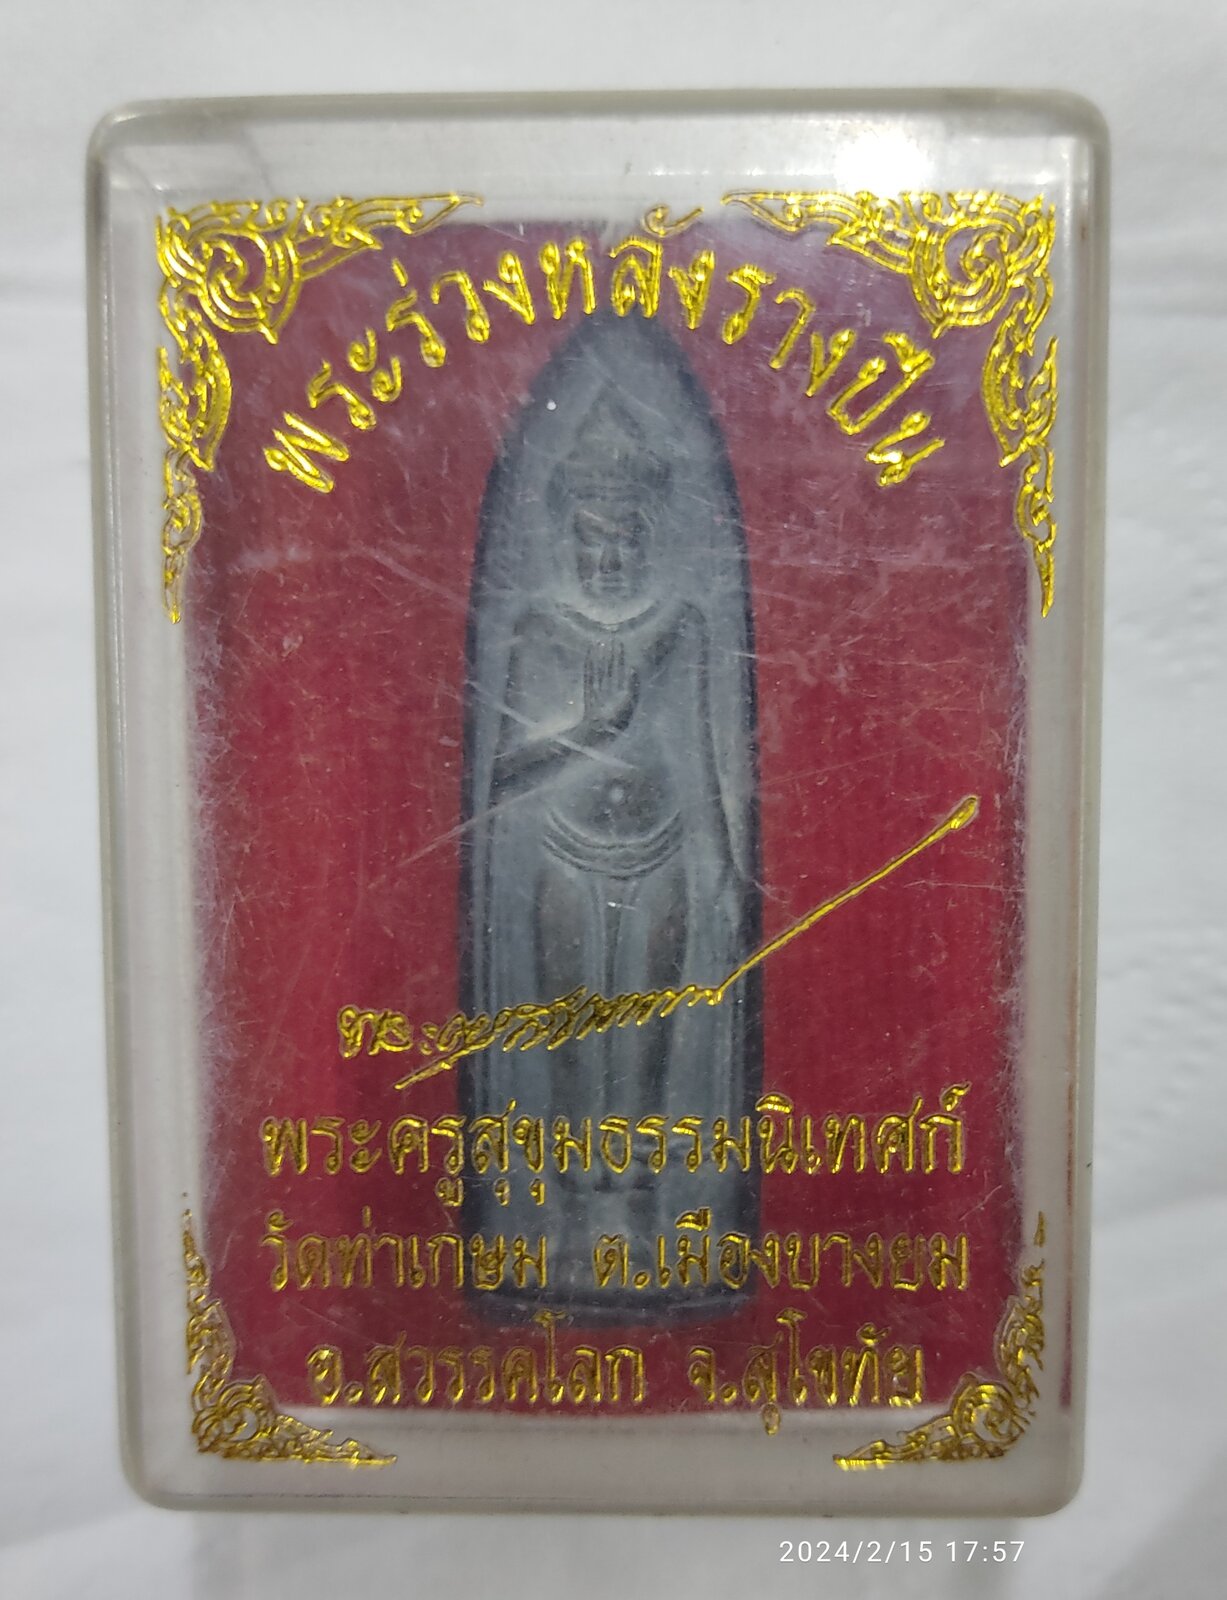 พระร่วงหลังรางปืน
พระครูสุขุมธรรมนิเทศก์
วัดท่าเกษม ต.เมืองบางยม
อ.สวรรคโลก จ.สุโขทัย
2024/2/15 17:57